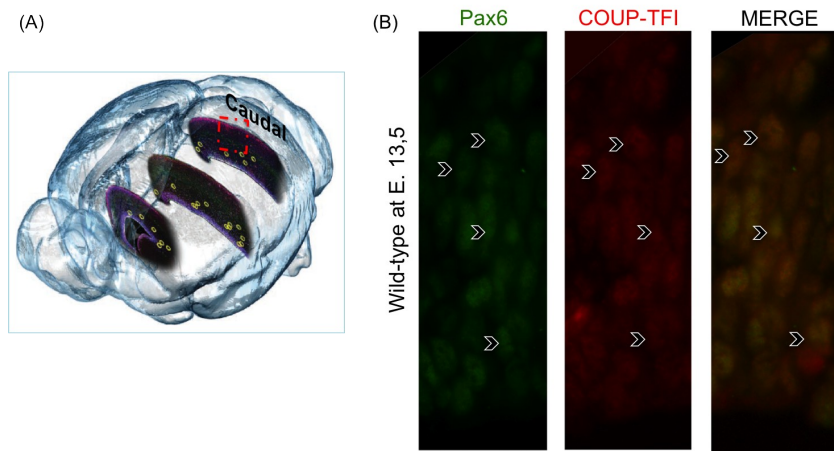 (A)
Caudal
(B)
Pax6
COUP-TFI
MERGE
Wild-type at E. 13,5